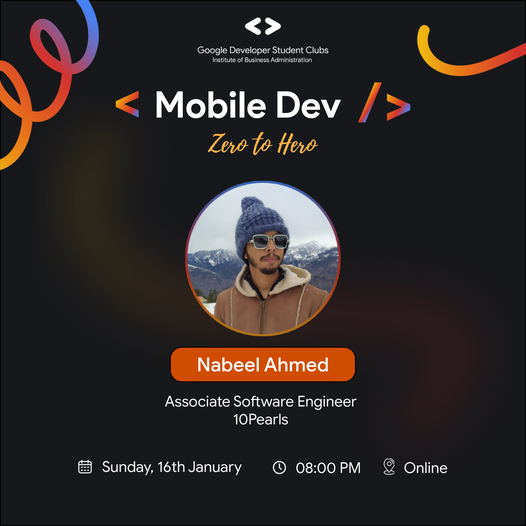 Google Developer Student Clubs
Institute of Business Administration
< Mobile Dev />
Zero to Hero
Nabeel Ahmed
Associate Software Engineer
10Pearls
Sunday, 16th January 08:00 PM Online